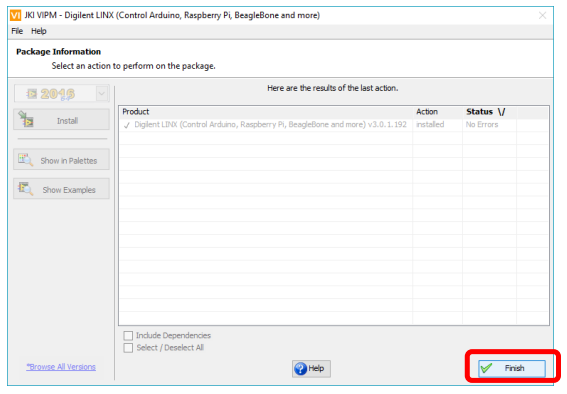 VI JKI VIPM - Digilent LINX (Control Arduino, Raspberry Pi, BeagleBone and more)
File Help
Package Information
Select an action to perform on the package.
2016
Here are the results of the last action.
Install
Show in Palettes
Show Examples
Product Action Status \/
✓ Digilent LINX (Control Arduino, Raspberry Pi, BeagleBone and more) v3.0.1.192 installed No Errors
Include Dependencies
Select / Deselect All
*Browse All Versions
? Help
Finish